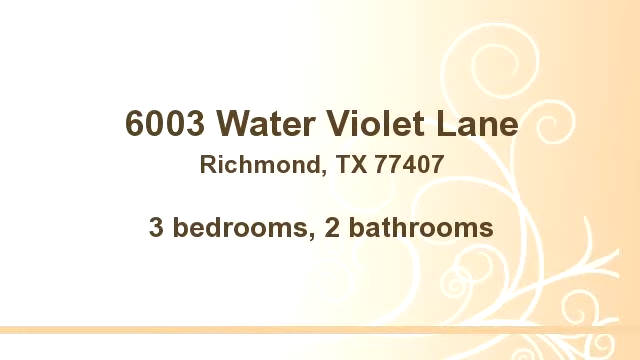 6003 Water Violet Lane
Richmond, TX 77407
3 bedrooms, 2 bathrooms